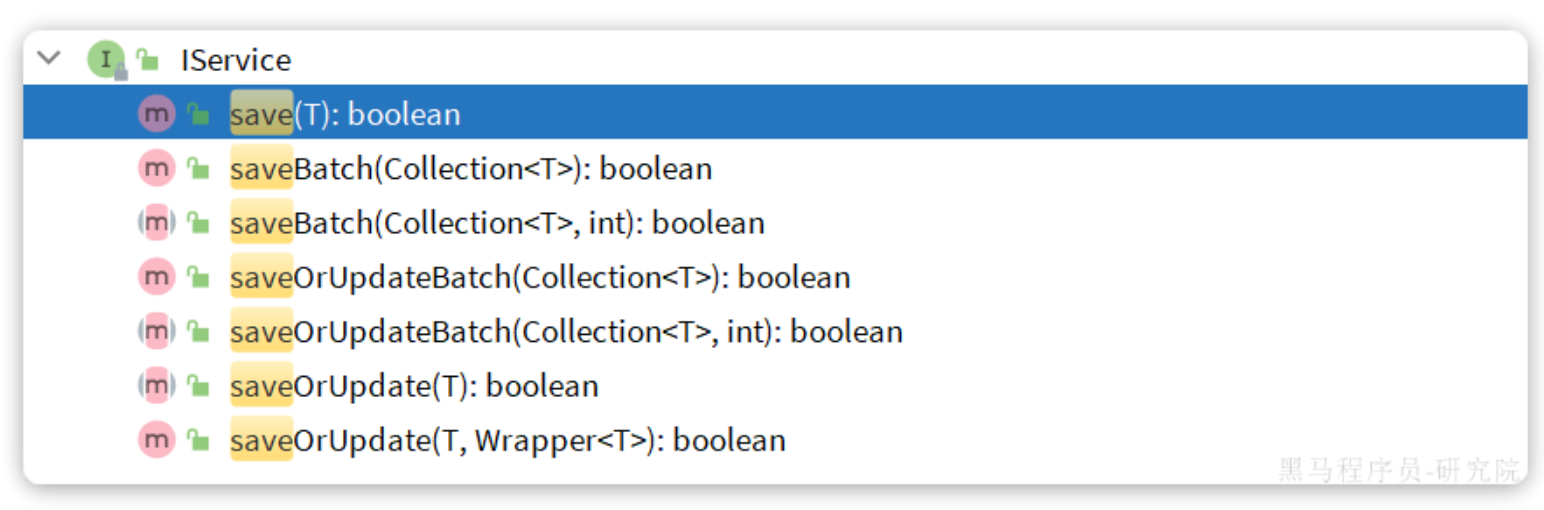 I IService
m save(T): boolean
m saveBatch(Collection<T>): boolean
m saveBatch(Collection<T>, int): boolean
m saveOrUpdateBatch(Collection<T>): boolean
m saveOrUpdateBatch(Collection<T>, int): boolean
m saveOrUpdate(T): boolean
m saveOrUpdate(T, Wrapper<T>): boolean
黑马程序员-研究院